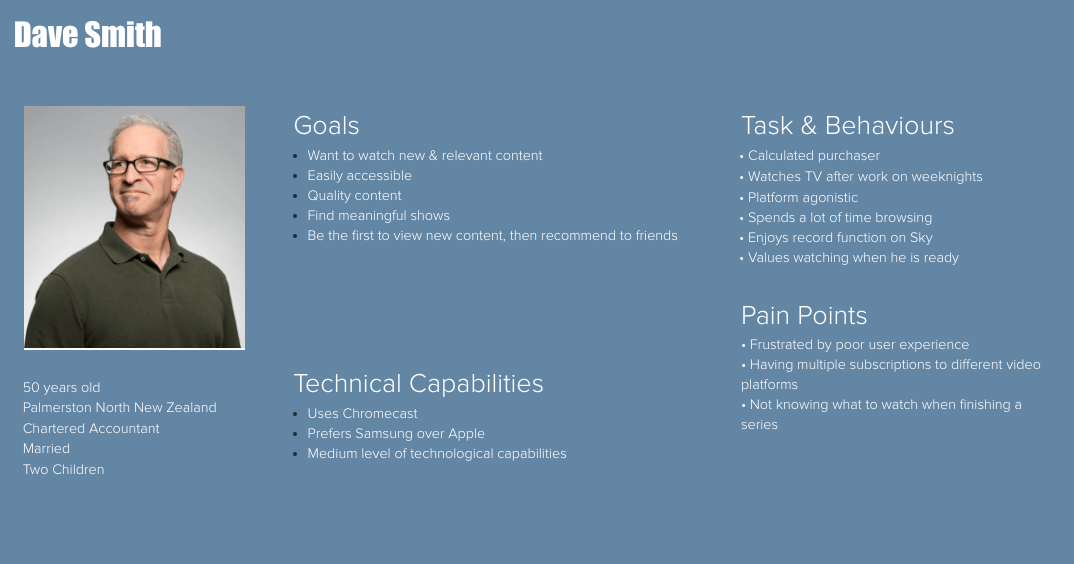 Dave Smith
Goals
• Want to watch new & relevant content
• Easily accessible
• Quality content
• Find meaningful shows
• Be the first to view new content, then recommend to friends
Technical Capabilities
• Uses Chromecast
• Prefers Samsung over Apple
• Medium level of technological capabilities
Task & Behaviours
• Calculated purchaser
• Watches TV after work on weeknights
• Platform agonistic
• Spends a lot of time browsing
• Enjoys record function on Sky
• Values watching when he is ready
Pain Points
• Frustrated by poor user experience
• Having multiple subscriptions to different video
platforms
• Not knowing what to watch when finishing a
series
50 years old
Palmerston North New Zealand
Chartered Accountant
Married
Two Children